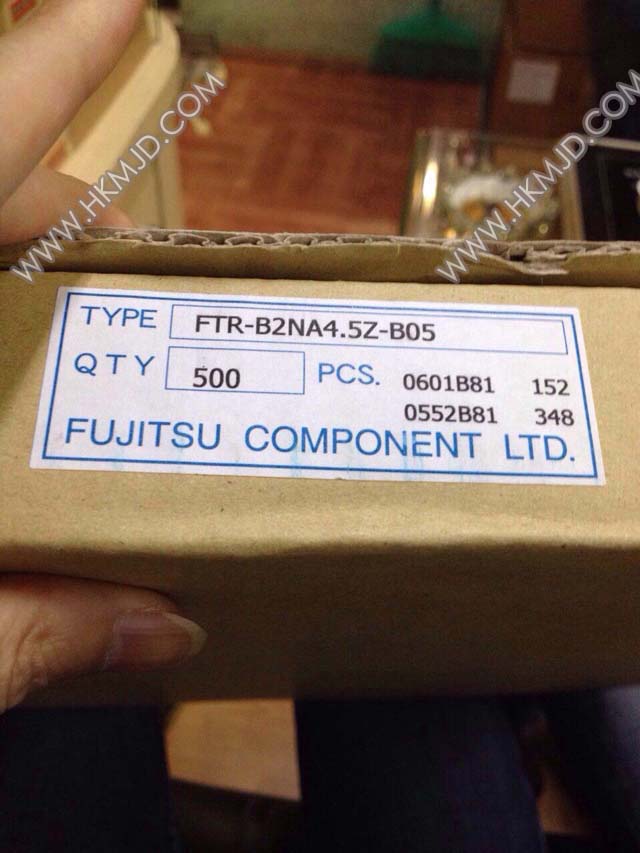 WWW.HKMJD.COM
WWW.HKMJD.COM
TYPE FTR-B2NA4.5Z-B05
QTY 500 PCS. 0601B81 152
0552B81 348
FUJITSU COMPONENT LTD.